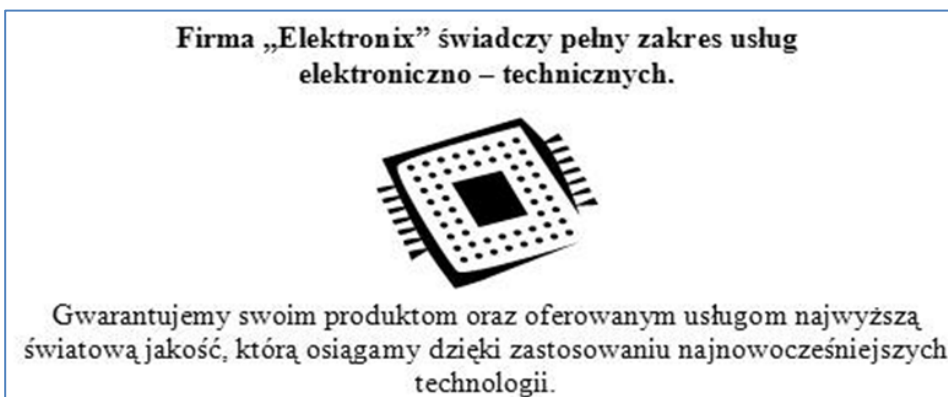 Firma „Elektronix” świadczy pełny zakres usług
elektroniczno – technicznych.
Gwarantujemy swoim produktom oraz oferowanym usługom najwyższą
światową jakość, którą osiągamy dzięki zastosowaniu najnowocześniejszych
technologii.